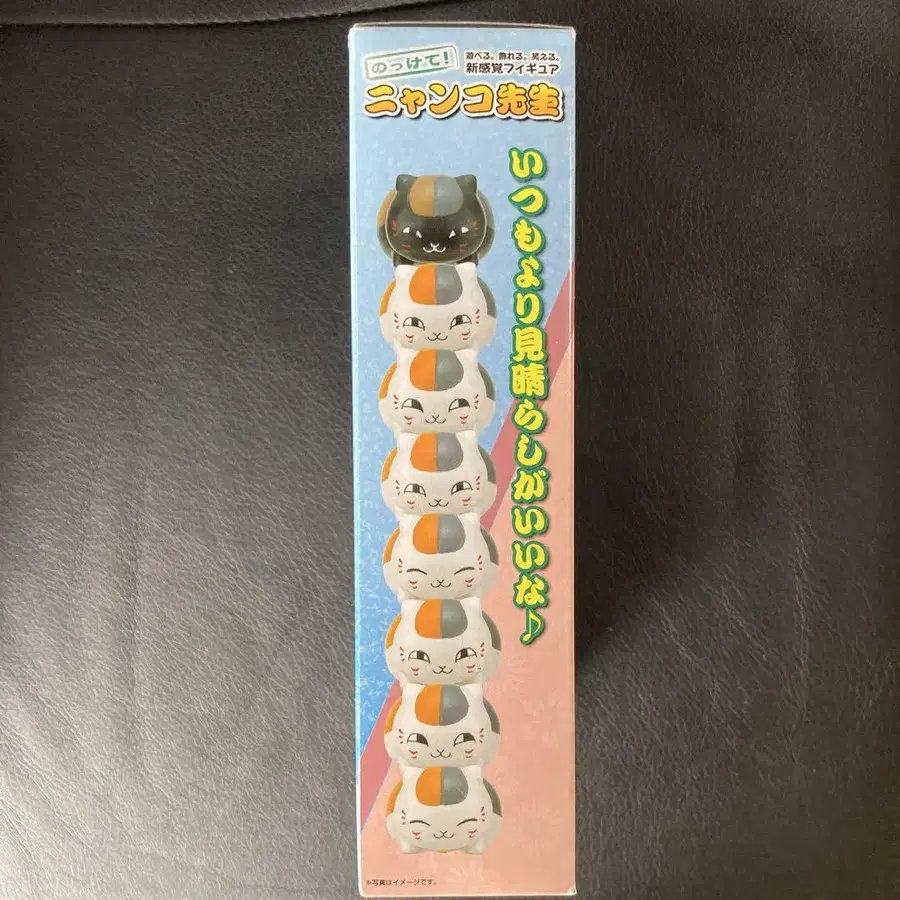 のっけて!
遊べる。飾れる。笑える。
新感覚フィギュア
ニャンコ先生
いつもより見晴らしがいいな♪
※写真はイメージです。